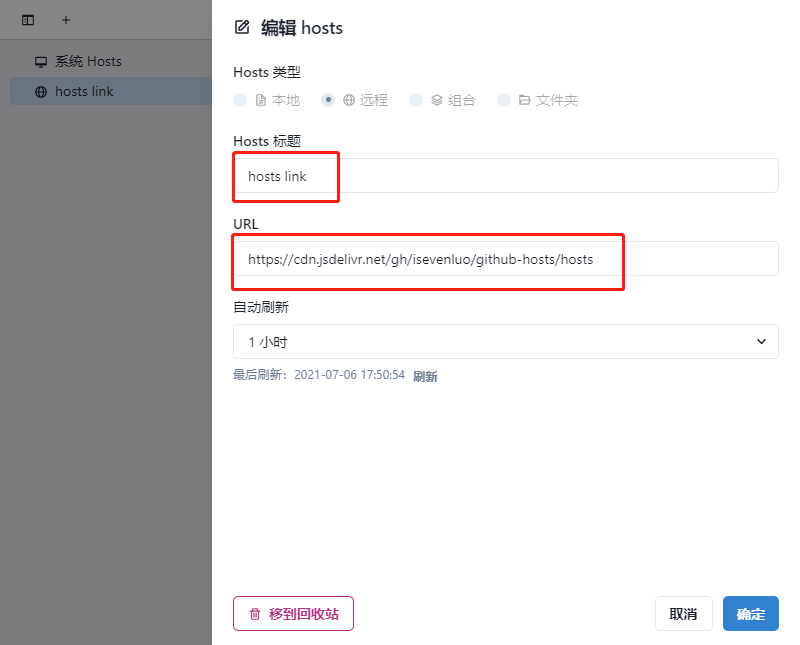 编辑 hosts
系统 Hosts
hosts link
Hosts 类型
本地 远程 组合 文件夹
Hosts 标题
hosts link
URL
https://cdn.jsdelivr.net/gh/isevenluo/github-hosts/hosts
自动刷新
1 小时
最后刷新：2021-07-06 17:50:54 刷新
移到回收站 取消 确定